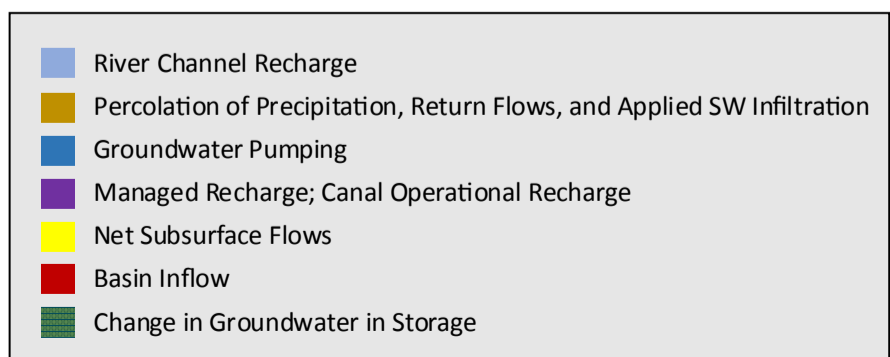 River Channel Recharge
Percolation of Precipitation, Return Flows, and Applied SW Infiltration
Groundwater Pumping
Managed Recharge; Canal Operational Recharge
Net Subsurface Flows
Basin Inflow
Change in Groundwater in Storage